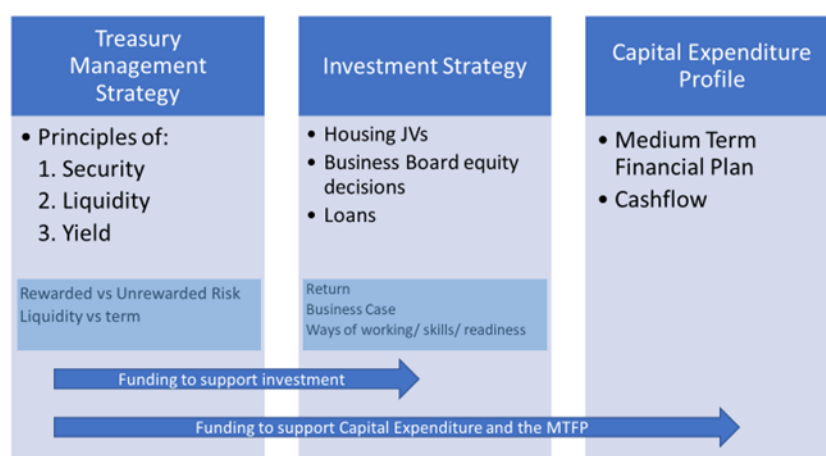 Treasury
Management
Strategy
• Principles of:
1. Security
2. Liquidity
3. Yield
Rewarded vs Unrewarded Risk
Liquidity vs term
Investment Strategy
• Housing JVs
• Business Board equity
decisions
• Loans
Return
Business Case
Ways of working/ skills/ readiness
Capital Expenditure
Profile
• Medium Term
Financial Plan
• Cashflow
Funding to support investment
Funding to support Capital Expenditure and the MTFP